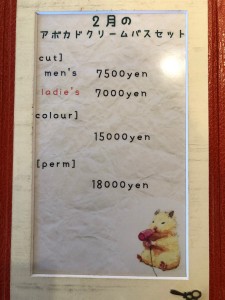 2月の
アボカドクリームバスセット
cut]
men's 7500yen
ladie's 7000yen
colour]
15000yen
[perm]
18000yen